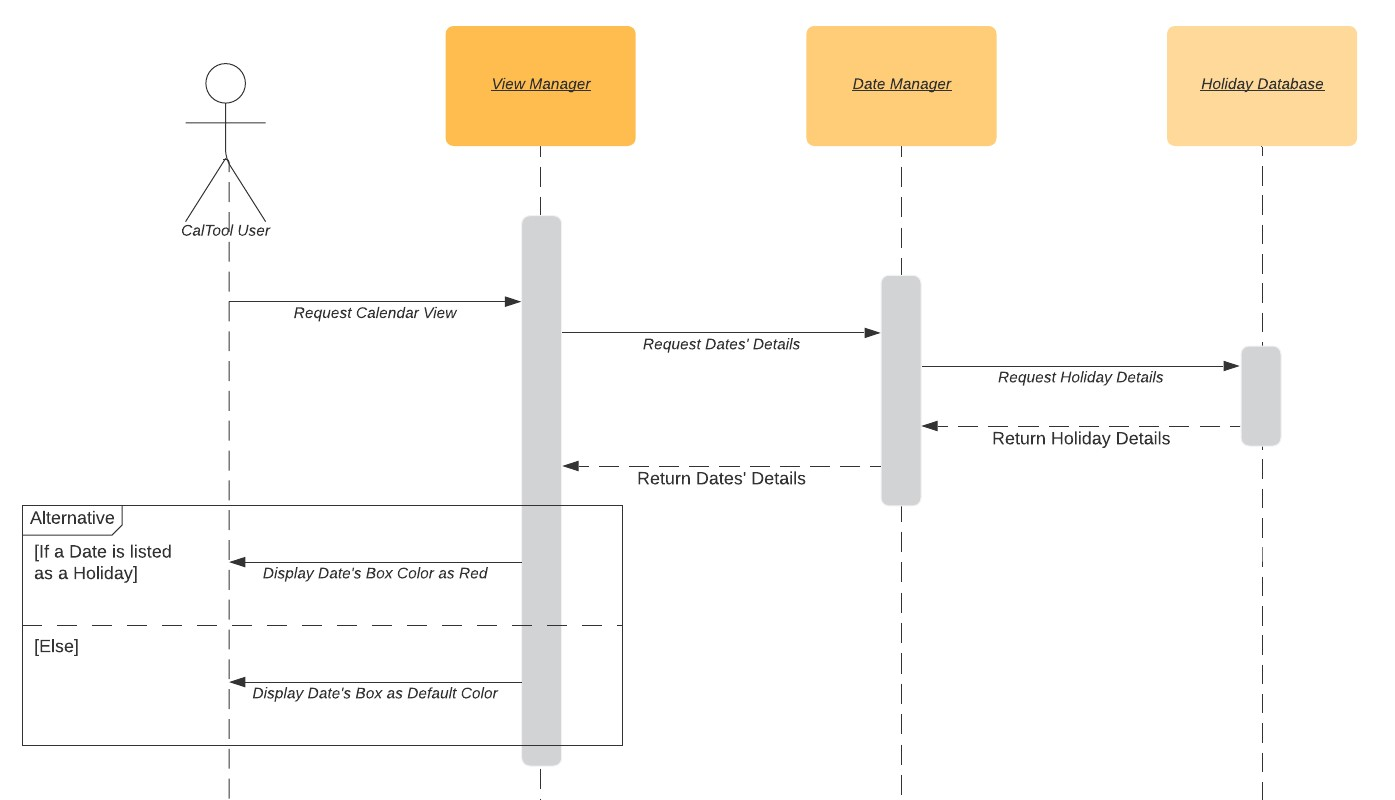 View Manager
Date Manager
Holiday Database
CalTool User
Request Calendar View
Request Dates' Details
Request Holiday Details
Return Holiday Details
Return Dates' Details
Alternative
[If a Date is listed
as a Holiday]
Display Date's Box Color as Red
[Else]
Display Date's Box as Default Color